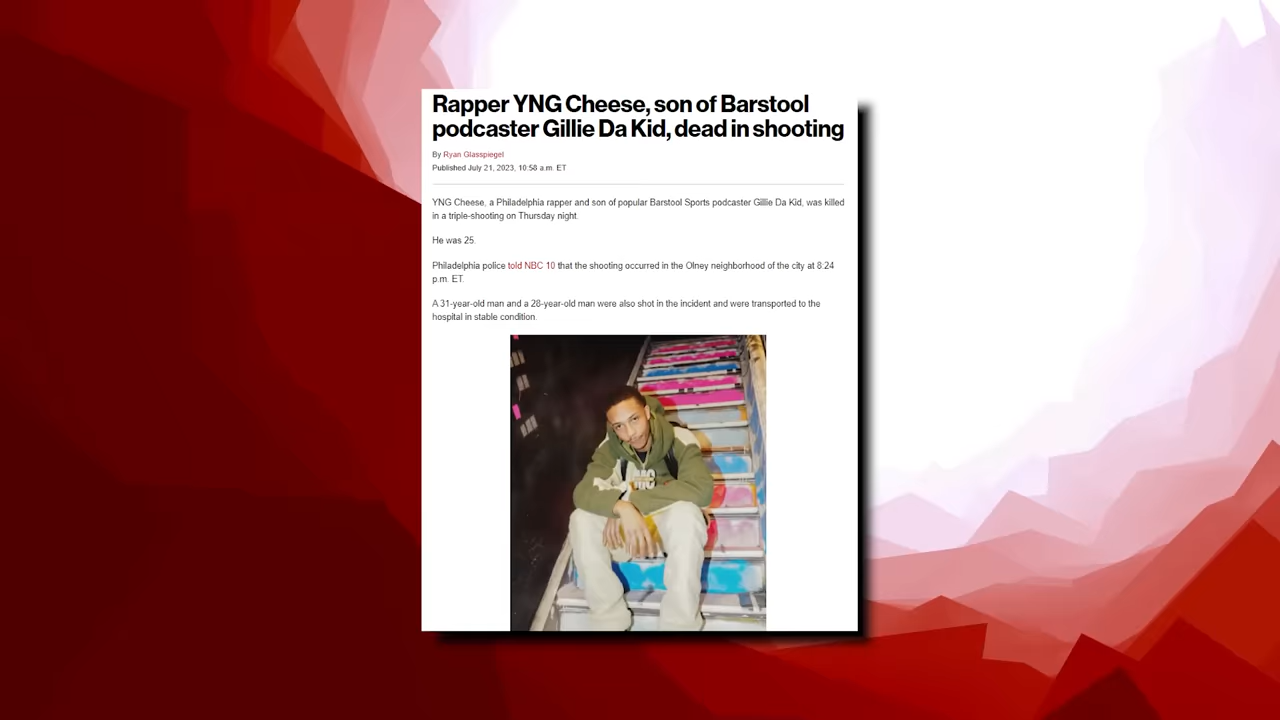 Rapper YNG Cheese, son of Barstool
podcaster Gillie Da Kid, dead in shooting
By Ryan Glasspiegel
Published July 21, 2023, 10:58 a.m. ET
YNG Cheese, a Philadelphia rapper and son of popular Barstool Sports podcaster Gillie Da Kid, was killed
in a triple-shooting on Thursday night.
He was 25.
Philadelphia police told NBC 10 that the shooting occurred in the Olney neighborhood of the city at 8:24
p.m. ET.
A 31-year-old man and a 28-year-old man were also shot in the incident and were transported to the
hospital in stable condition.